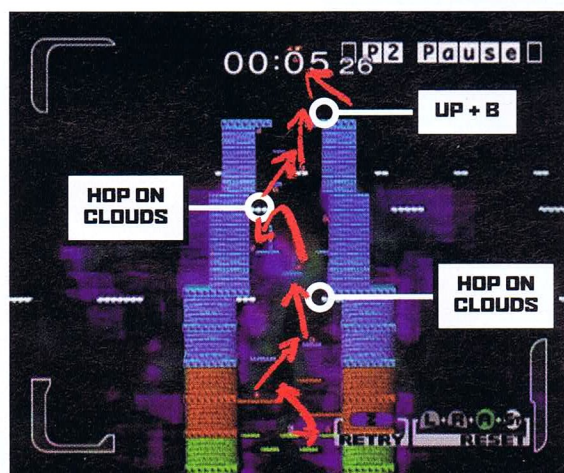 00:05 26
P2 Pause
UP + B
HOP ON
CLOUDS
HOP ON
CLOUDS
Z
RETRY
L+R+A+
RESET